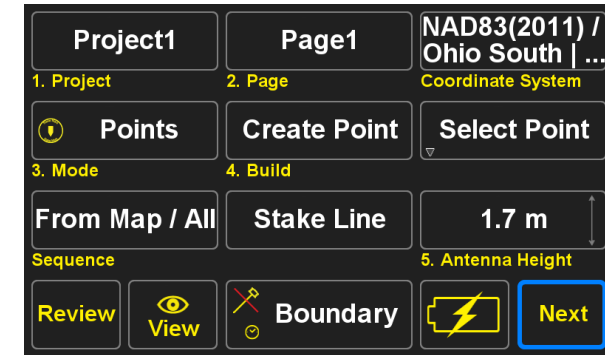 Project1
Page1
NAD83(2011) /
Ohio South | ...
1. Project
2. Page
Coordinate System
Points
Create Point
Select Point
3. Mode
4. Build
From Map / All
Stake Line
1.7 m
Sequence
5. Antenna Height
Review
View
Boundary
Next